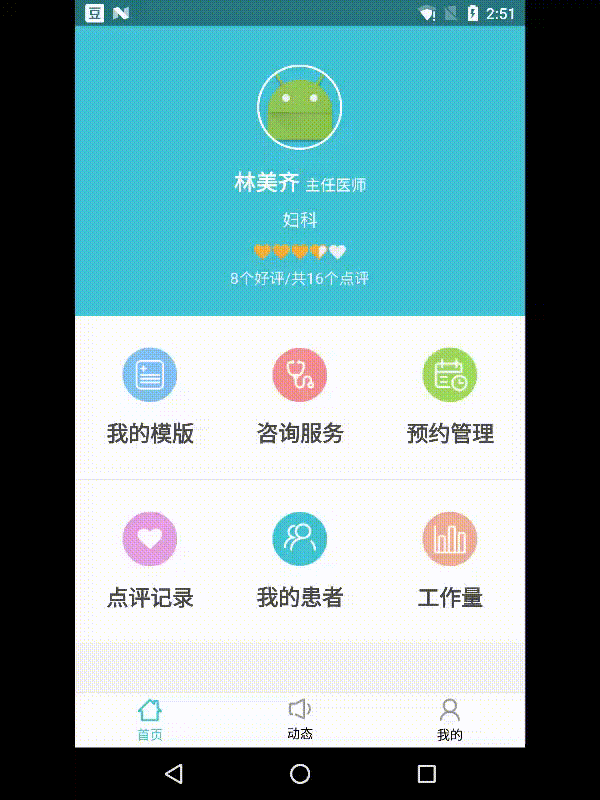 豆 2:51
林美齐 主任医师
妇科
8个好评/共16个点评
我的模版 咨询服务 预约管理
点评记录 我的患者 工作量
首页 动态 我的